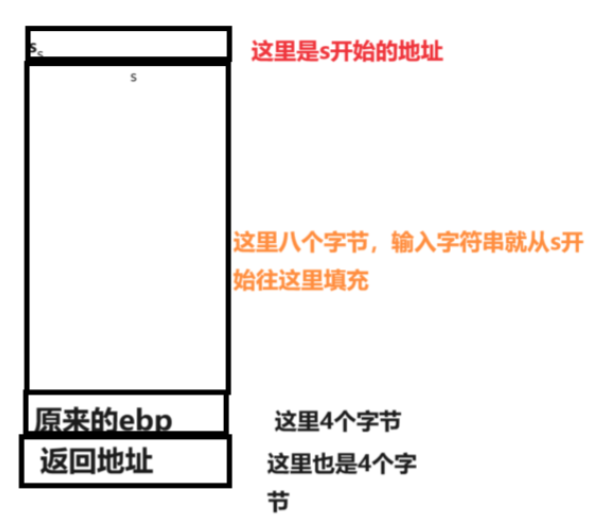 s
s
这里是s开始的地址
s
这里八个字节，输入字符串就从s开
始往这里填充
原来的ebp
这里4个字节
返回地址
这里也是4个字
节